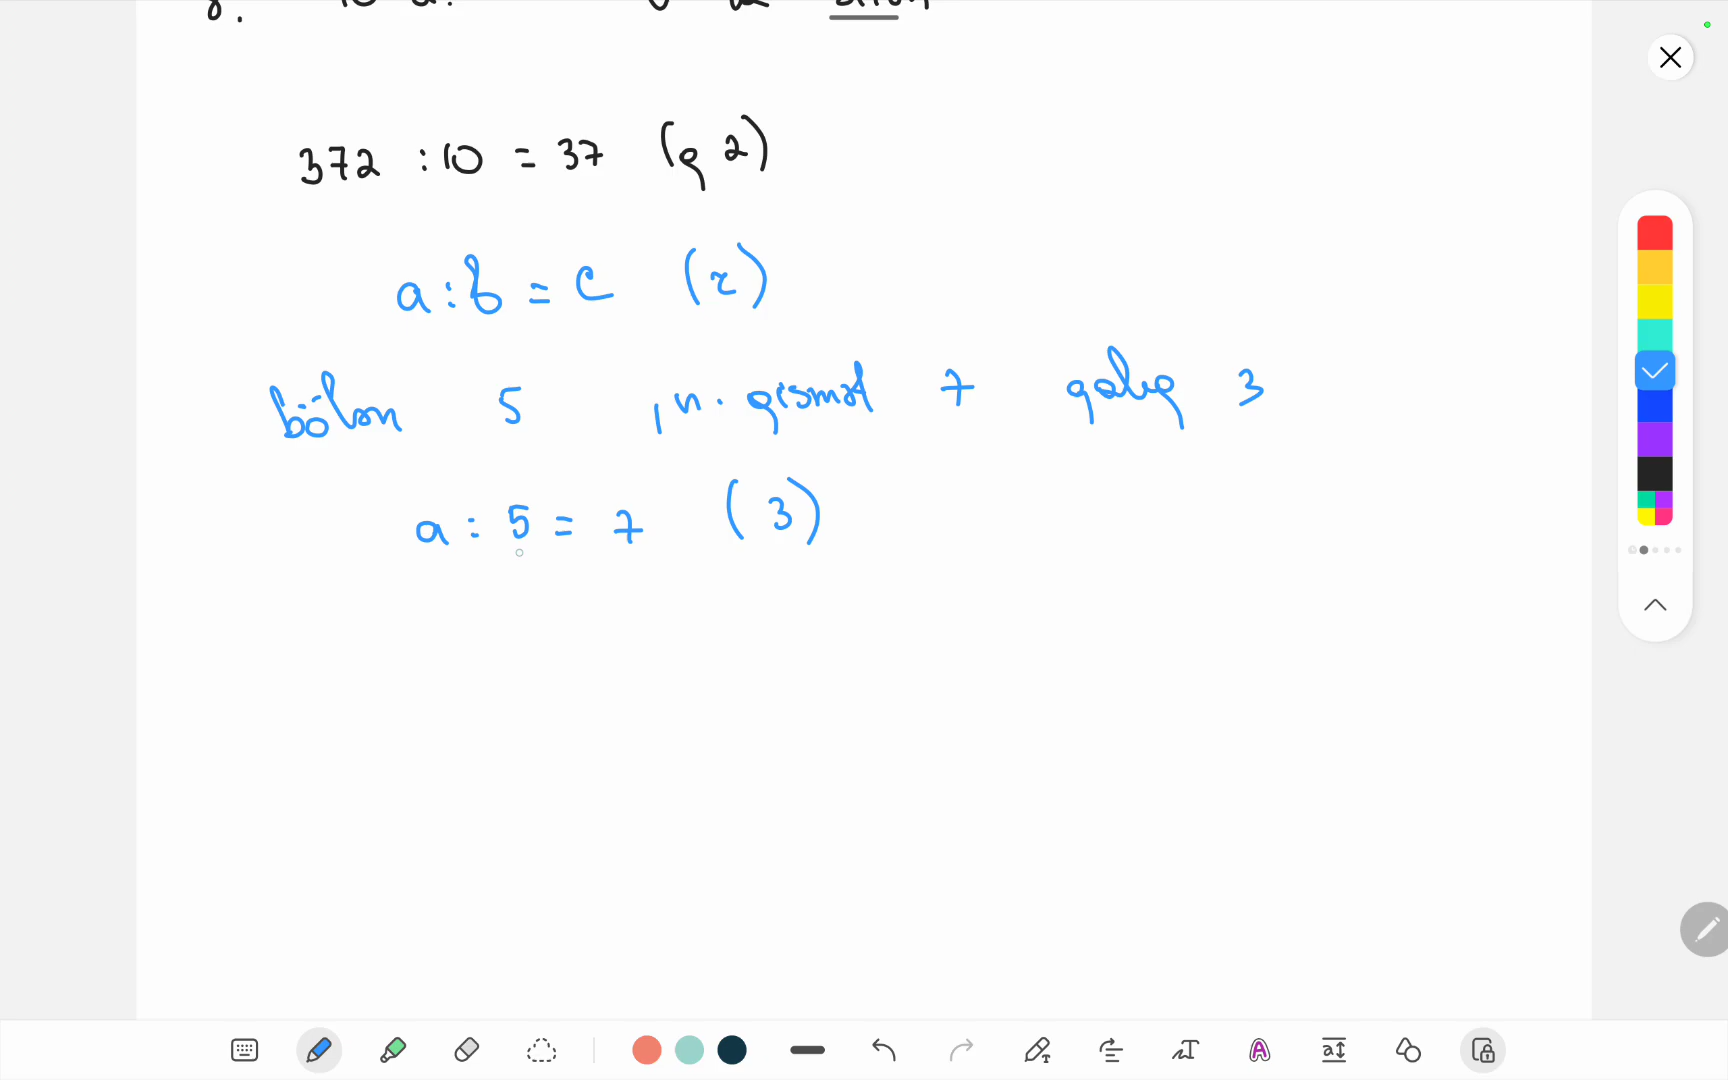 372 : 10 = 37 (q 2)
a : b = c (r)
bölən 5 , n. qismət 7 qalıq 3
a : 5 = 7 (3)